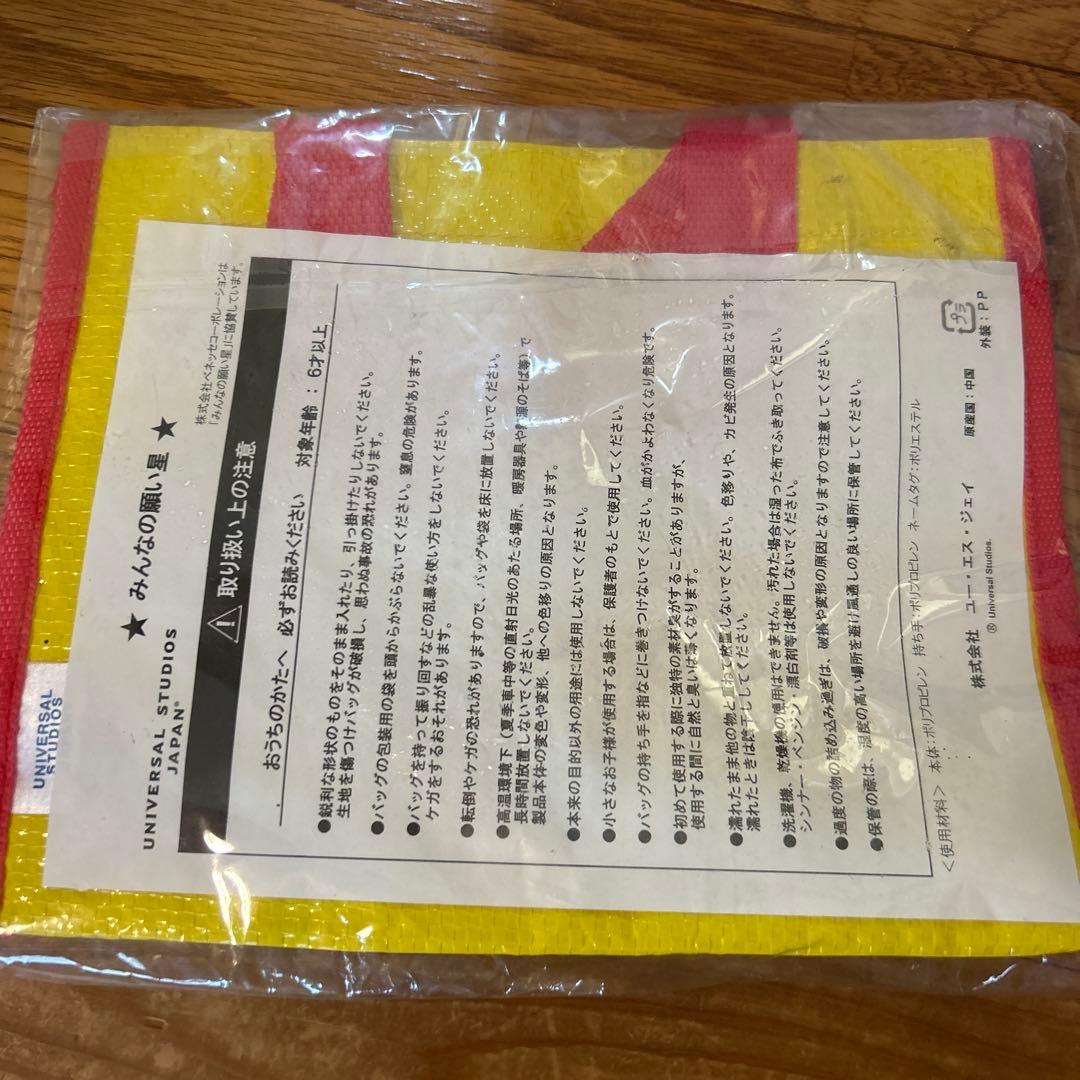 UNIVERSAL STUDIOS
JAPAN®
★ みんなの願い星 ★
株式会社ベネッセコーポレーションは
「みんなの願い星」に協賛しています。
取り扱い上の注意
おうちのかたへ 必ずお読みください 対象年齢：6才以上
●鋭利な形状のものをそのまま入れたり、引っ掛けたりしないでください。
生地を傷つけバッグが破損し、思わぬ事故の恐れがあります。
●バッグの包装用の袋を頭からかぶらないでください。窒息の危険があります。
●バッグを持って振り回すなどの乱暴な使い方をしないでください。
ケガをするおそれがあります。
●転倒やケガの恐れがありますので、バッグや袋を床に放置しないでください。
●高温環境下（夏季車中等の直射日光のあたる場所、暖房器具や熱源のそば等）で
長時間放置しないでください。
製品本体の変色や変形、他への色移りの原因となります。
●本来の目的以外の用途には使用しないでください。
●小さなお子様が使用する場合は、保護者のもとで使用してください。
●バッグの持ち手を指などに巻きつけないでください。血がかよわなくなり危険です。
●初めて使用する際に独特の素材臭がすることがありますが、
使用する間に自然と臭いは薄くなります。
●濡れたまま他の物と重ねて放置しないでください。色移りや、カビ発生の原因となります。
濡れたときは陰干ししてください。
●洗濯機、乾燥機の使用はできません。汚れた場合は湿った布でふき取ってください。
シンナー・ベンジン、漂白剤等は使用しないでください。
●過度の物の詰め込み過ぎは、破損や変形の原因となりますので注意してください。
●保管の際は、湿度の高い場所を避け風通しの良い場所に保管してください。
＜使用材料＞ 本体：ポリプロピレン 持ち手：ポリプロピレン ネームタグ：ポリエステル
株式会社 ユー・エス・ジェイ 原産国：中国
プラ
外装：PP
® Universal Studios.
UNIVERSAL
STUDIOS